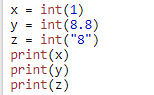 x = int(1)
y = int(8.8)
z = int("8")
print(x)
print(y)
print(z)